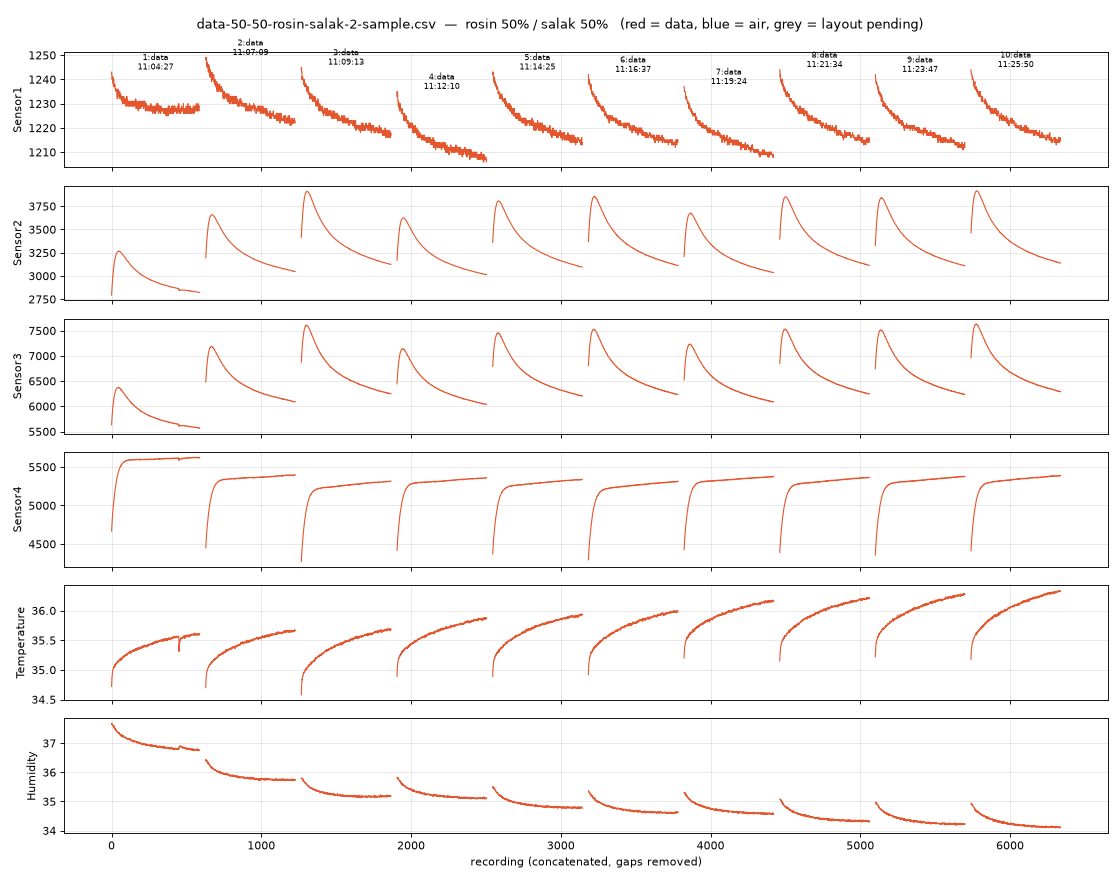 data-50-50-rosin-salak-2-sample.csv — rosin 50% / salak 50% (red = data, blue = air, grey = layout pending)
1:data
11:04:27
2:data
11:07:09
3:data
11:09:13
4:data
11:12:10
5:data
11:14:25
6:data
11:16:37
7:data
11:19:24
8:data
11:21:34
9:data
11:23:47
10:data
11:25:50
Sensor1
1250
1240
1230
1220
1210
Sensor2
3750
3500
3250
3000
2750
Sensor3
7500
7000
6500
6000
5500
Sensor4
5500
5000
4500
Temperature
36.0
35.5
35.0
34.5
Humidity
37
36
35
34
0 1000 2000 3000 4000 5000 6000
recording (concatenated, gaps removed)